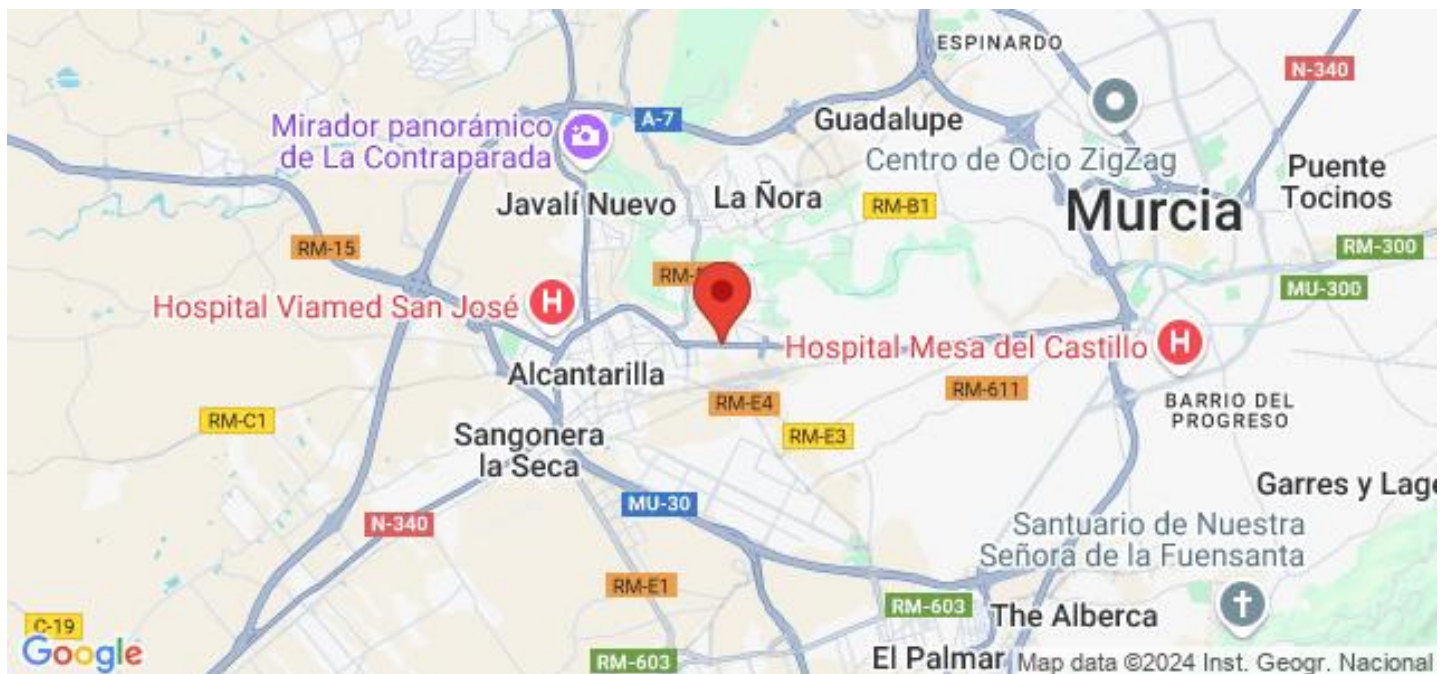 ESPINARDO
N-340
A-7
Guadalupe
Mirador panorámico
de La Contraparada
Centro de Ocio ZigZag
Puente
Tocinos
Javalí Nuevo
La Ñora
RM-B1
Murcia
RM-15
RM-300
MU-300
Hospital Viamed San José
H
Hospital Mesa del Castillo
H
Alcantarilla
RM-E4
RM-611
BARRIO DEL
PROGRESO
RM-C1
Sangonera
la Seca
RM-E3
Garres y Lage
MU-30
N-340
Santuario de Nuestra
Señora de la Fuensanta
RM-E1
RM-603
The Alberca
C-19
Google
RM-603
El Palmar
Map data ©2024 Inst. Geogr. Nacional